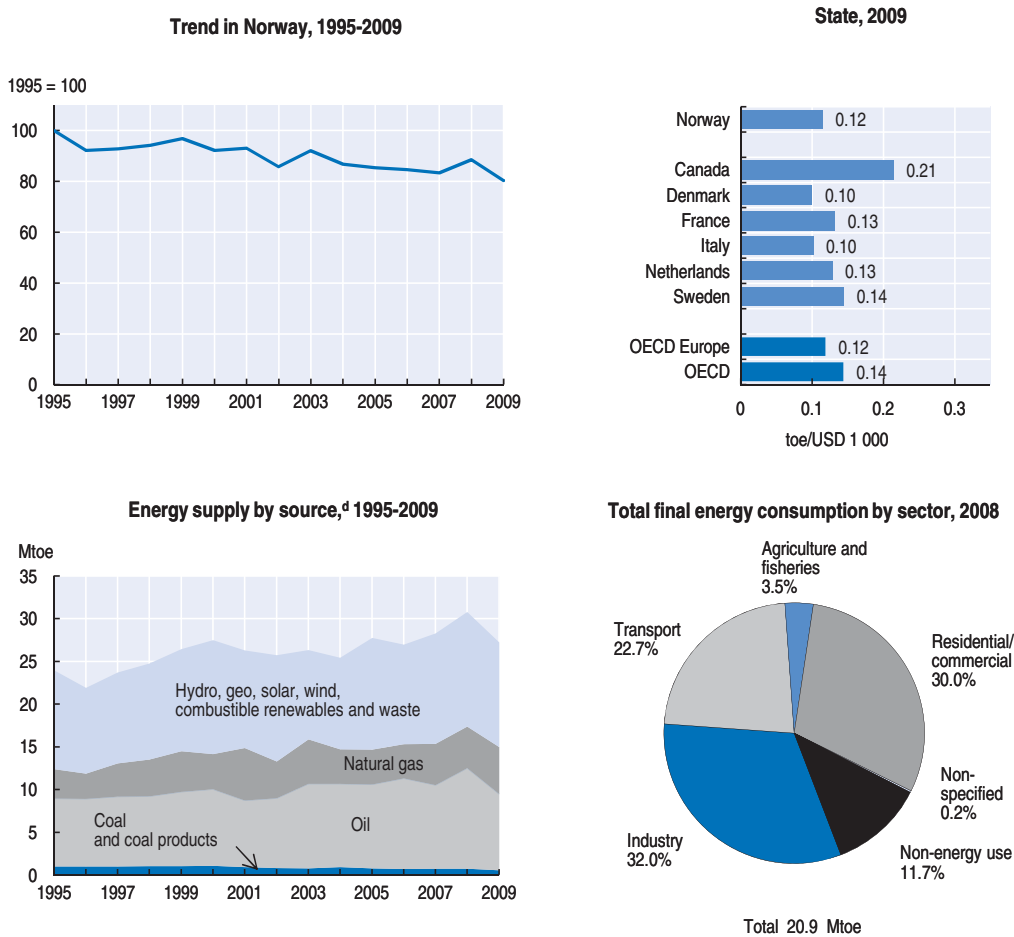 Trend in Norway, 1995-2009
1995 = 100
100
80
60
40
20
0
1995 1997 1999 2001 2003 2005 2007 2009
State, 2009
Norway 0.12
Canada 0.21
Denmark 0.10
France 0.13
Italy 0.10
Netherlands 0.13
Sweden 0.14
OECD Europe 0.12
OECD 0.14
0 0.1 0.2 0.3
toe/USD 1 000
Energy supply by source,ᵈ 1995-2009
Mtoe
35
30
25
20
15
10
5
0
Hydro, geo, solar, wind,
combustible renewables and waste
Natural gas
Coal
and coal products
Oil
1995 1997 1999 2001 2003 2005 2007 2009
Total final energy consumption by sector, 2008
Agriculture and
fisheries
3.5%
Transport
22.7%
Residential/
commercial
30.0%
Non-
specified
0.2%
Industry
32.0%
Non-energy use
11.7%
Total 20.9 Mtoe